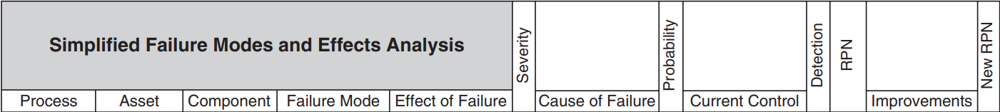 Simplified Failure Modes and Effects Analysis
Process
Asset
Component
Failure Mode
Effect of Failure
Severity
Cause of Failure
Probability
Current Control
Detection
RPN
Improvements
New RPN